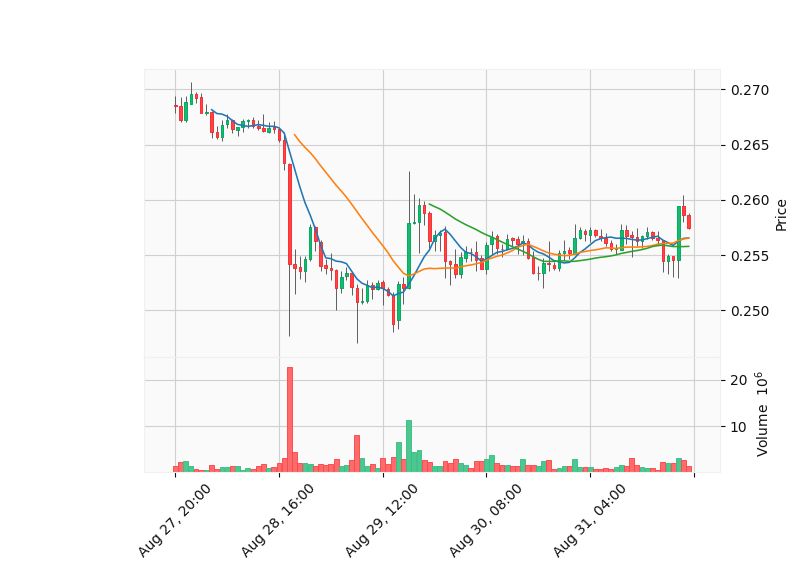 0.270
0.265
0.260
0.255
0.250
Price
20
10
Volume 10^6
Aug 27, 20:00
Aug 28, 16:00
Aug 29, 12:00
Aug 30, 08:00
Aug 31, 04:00